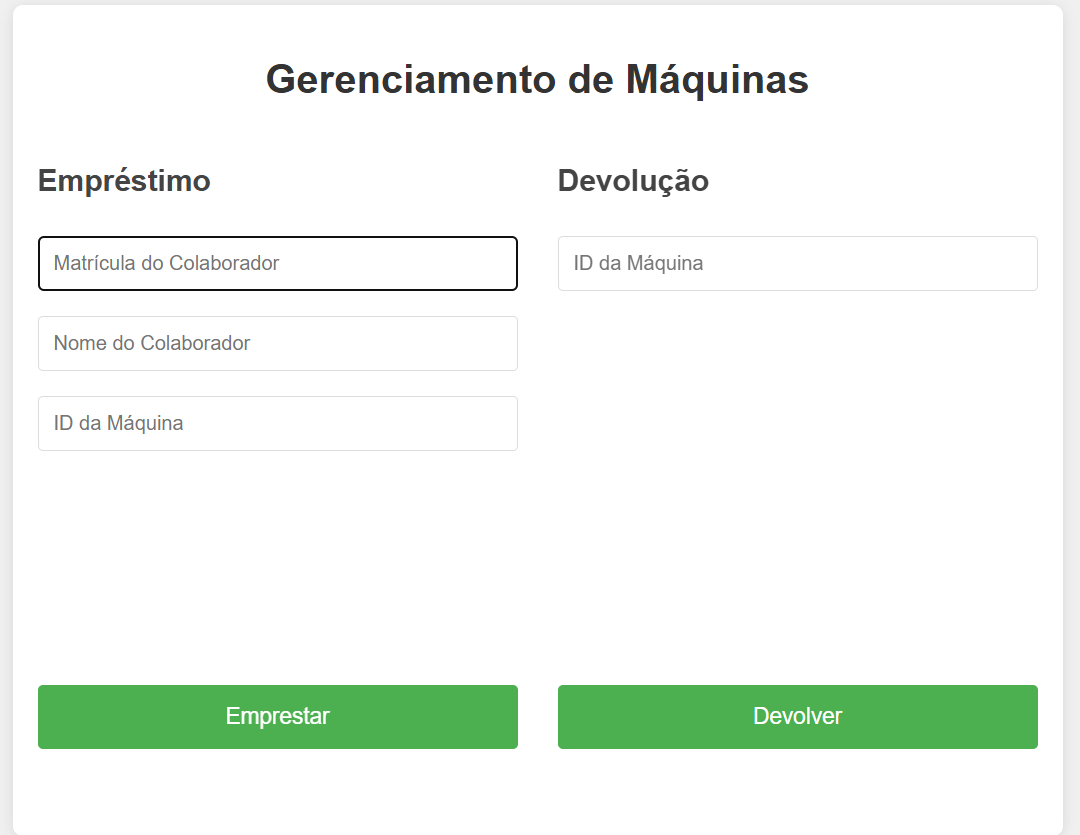 Gerenciamento de Máquinas
Empréstimo
Matrícula do Colaborador
Nome do Colaborador
ID da Máquina
Emprestar
Devolução
ID da Máquina
Devolver